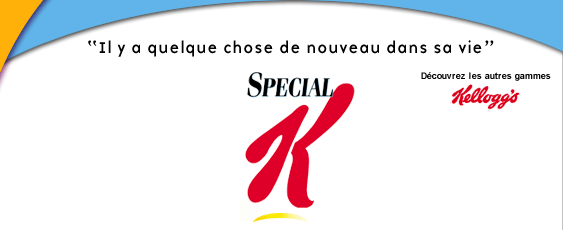 “Il y a quelque chose de nouveau dans sa vie”
Découvrez les autres gammes
Kellogg's
SPECIAL
K